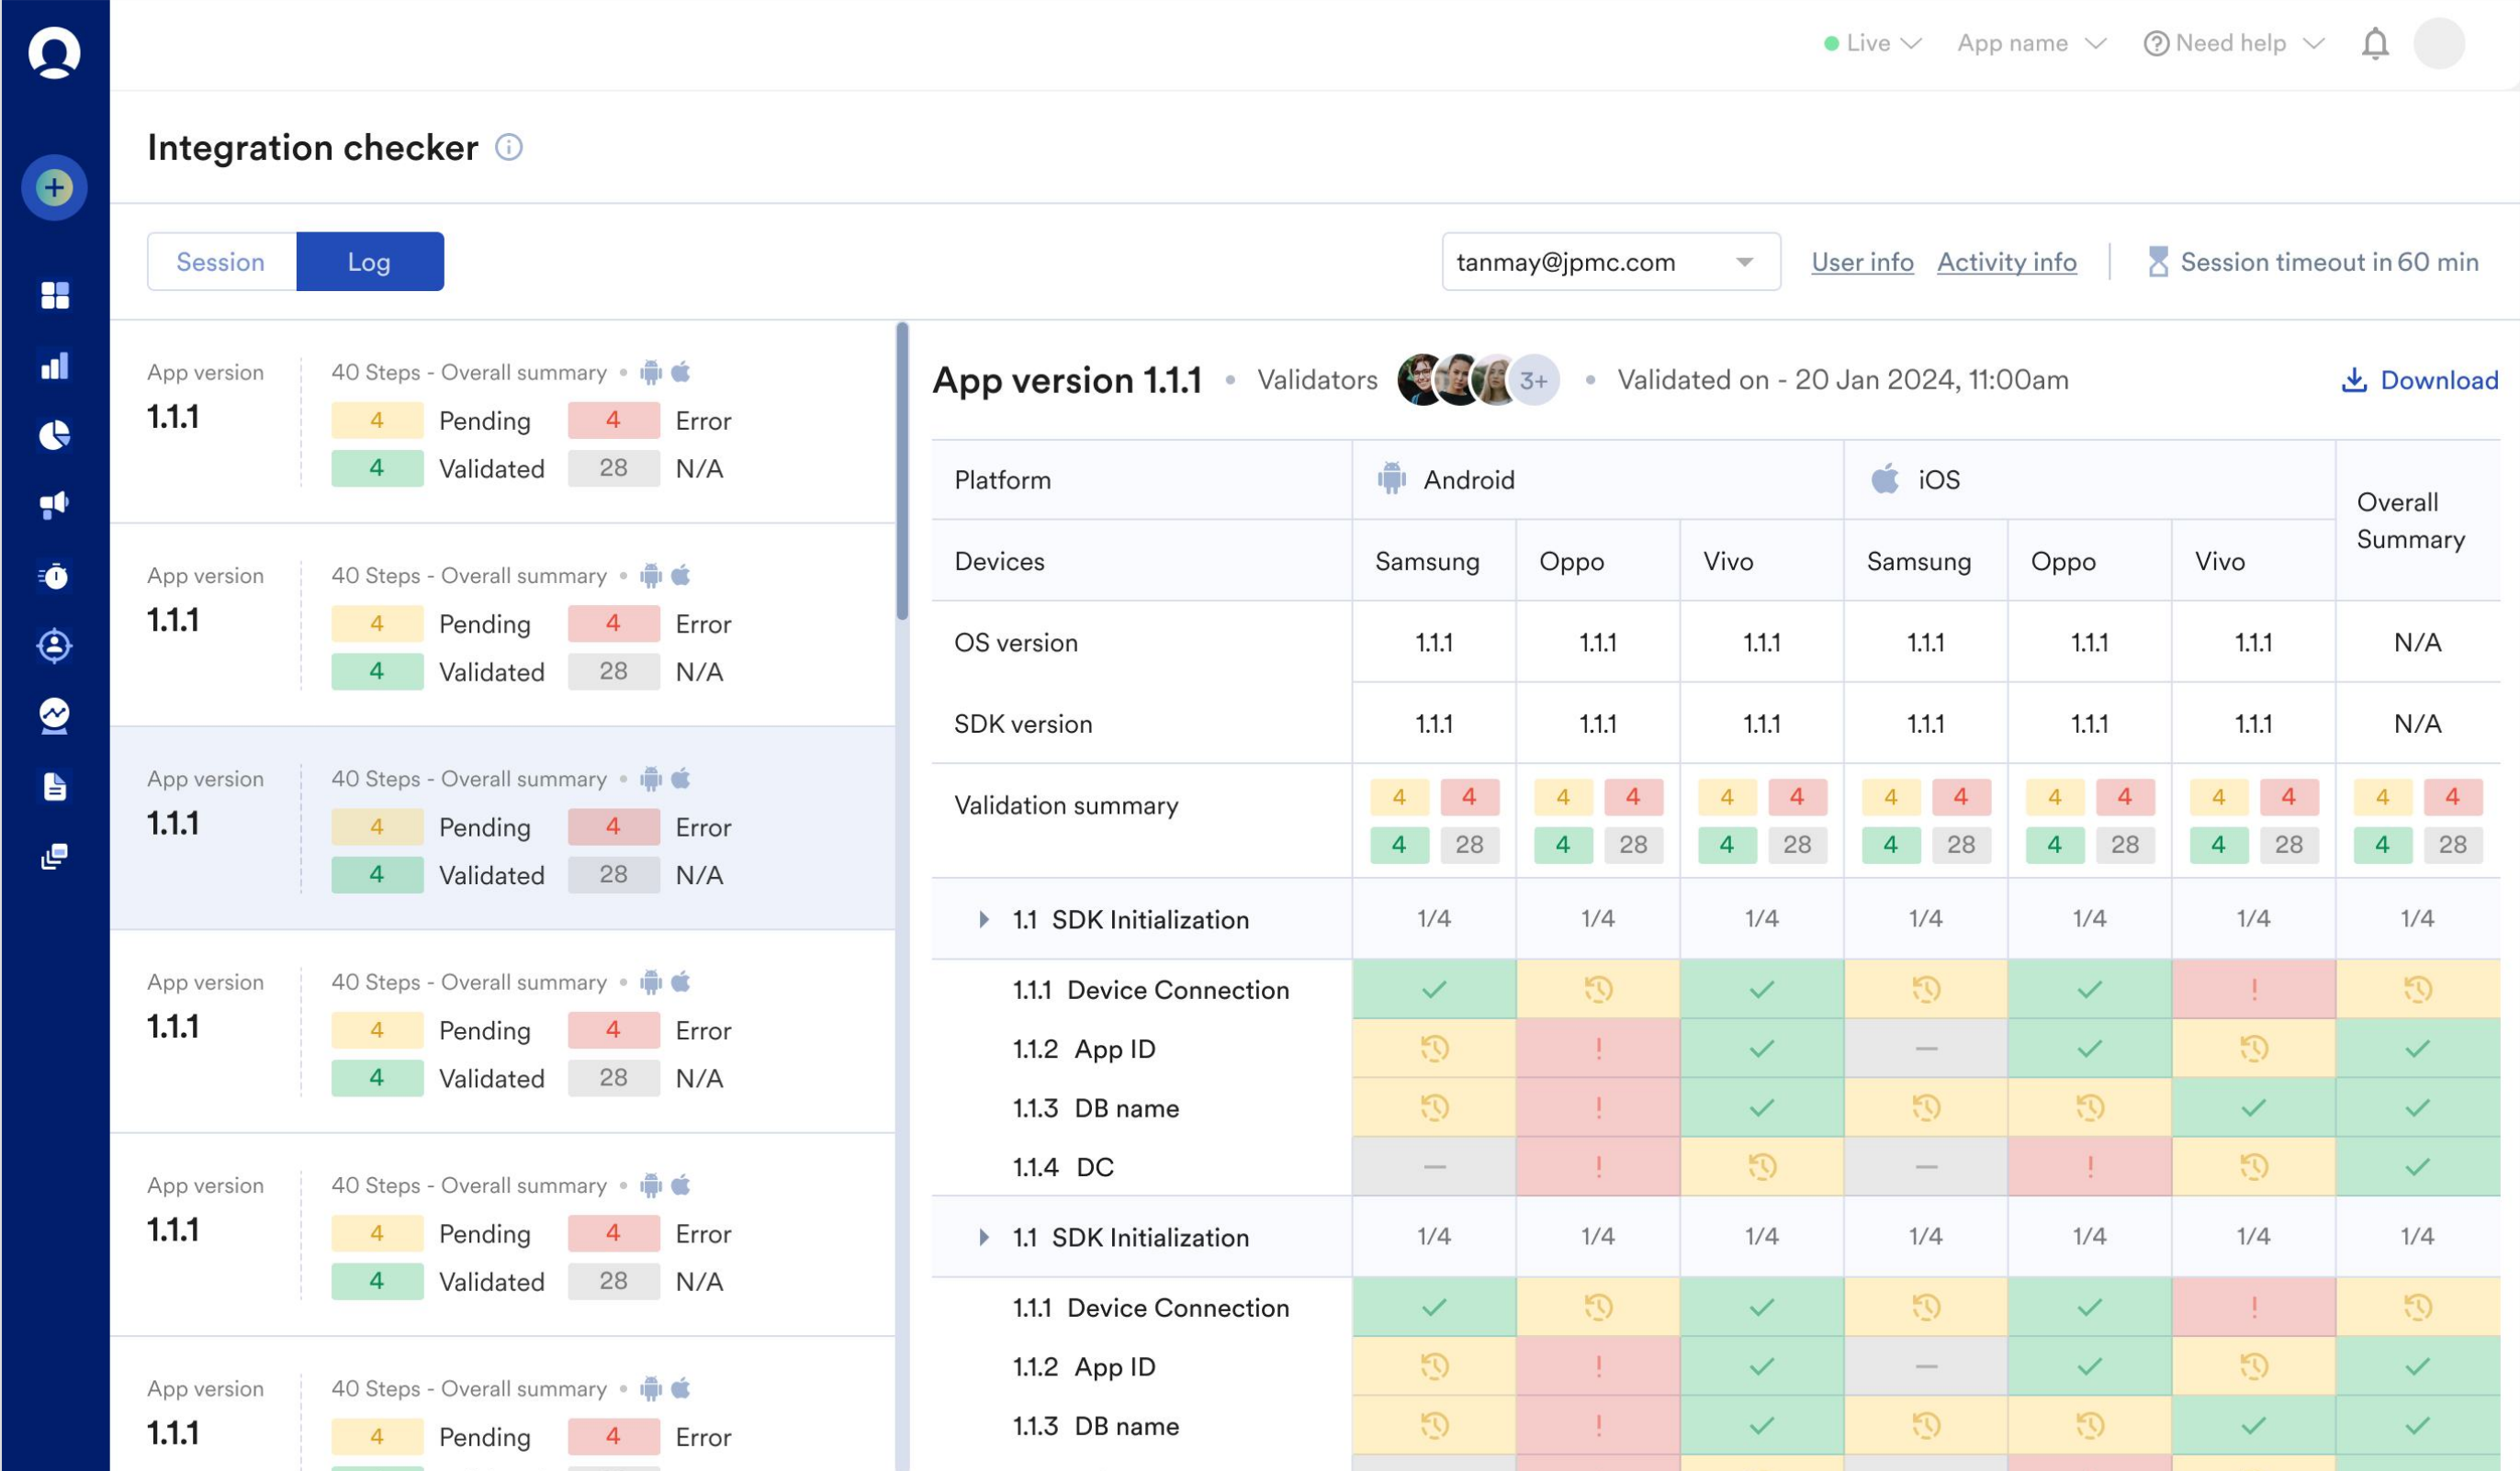 Live
App name
Need help
Integration checker
Session
Log
tanmay@jpmc.com
User info
Activity info
Session timeout in 60 min
App version
1.1.1
40 Steps - Overall summary
4 Pending 4 Error
4 Validated 28 N/A
App version
1.1.1
40 Steps - Overall summary
4 Pending 4 Error
4 Validated 28 N/A
App version
1.1.1
40 Steps - Overall summary
4 Pending 4 Error
4 Validated 28 N/A
App version
1.1.1
40 Steps - Overall summary
4 Pending 4 Error
4 Validated 28 N/A
App version
1.1.1
40 Steps - Overall summary
4 Pending 4 Error
4 Validated 28 N/A
App version
1.1.1
40 Steps - Overall summary
4 Pending 4 Error
App version 1.1.1 • Validators 3+ • Validated on - 20 Jan 2024, 11:00am
Download
Platform Android iOS Overall Summary
Devices Samsung Oppo Vivo Samsung Oppo Vivo
OS version 1.1.1 1.1.1 1.1.1 1.1.1 1.1.1 1.1.1 N/A
SDK version 1.1.1 1.1.1 1.1.1 1.1.1 1.1.1 1.1.1 N/A
Validation summary 4 4 4 4 4 4 4 4 4 4 4 4 4 4
4 28 4 28 4 28 4 28 4 28 4 28 4 28
1.1 SDK Initialization 1/4 1/4 1/4 1/4 1/4 1/4 1/4
1.1.1 Device Connection !
1.1.2 App ID !
1.1.3 DB name !
1.1.4 DC ! !
1.1 SDK Initialization 1/4 1/4 1/4 1/4 1/4 1/4 1/4
1.1.1 Device Connection !
1.1.2 App ID !
1.1.3 DB name !